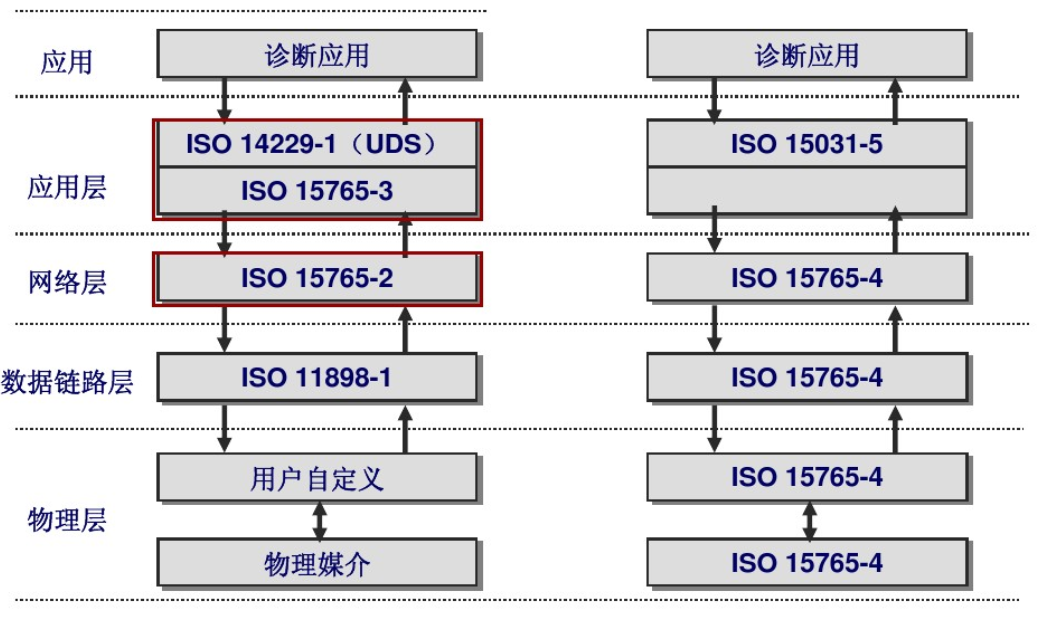 应用
诊断应用
诊断应用
应用层
ISO 14229-1（UDS）
ISO 15765-3
ISO 15031-5
网络层
ISO 15765-2
ISO 15765-4
数据链路层
ISO 11898-1
ISO 15765-4
物理层
用户自定义
ISO 15765-4
物理媒介
ISO 15765-4